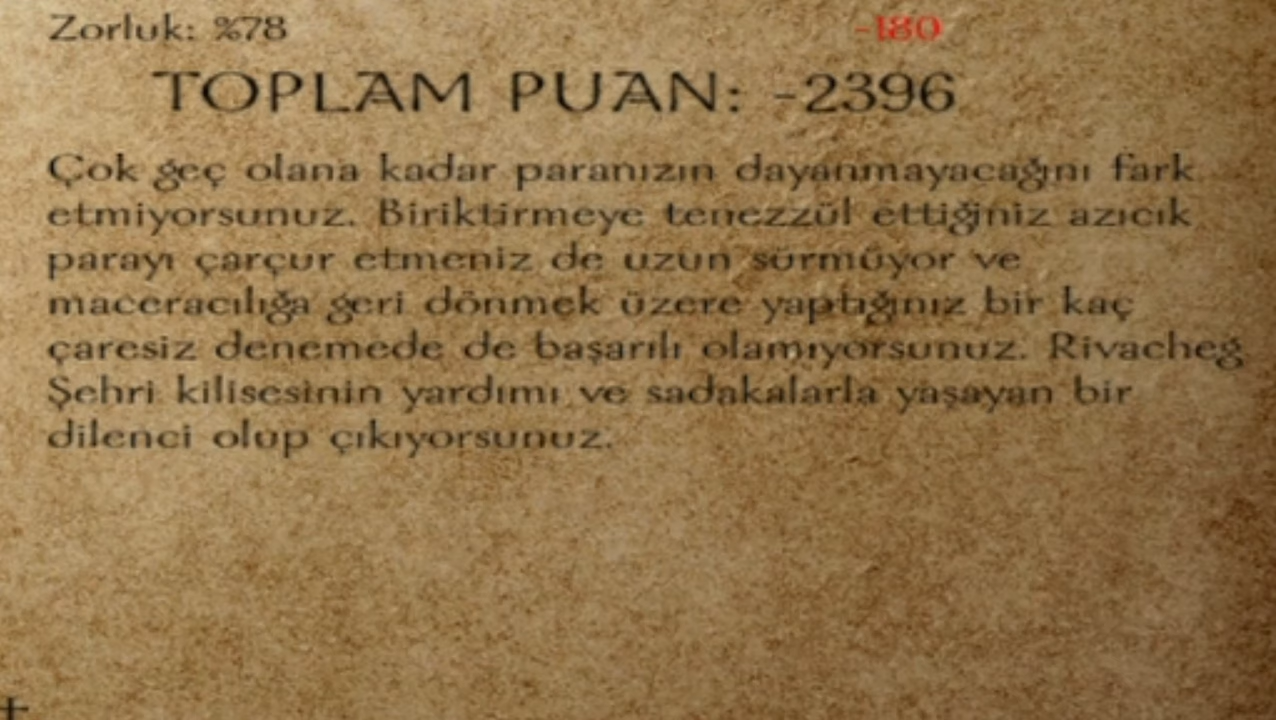 Zorluk: %78 -180
TOPLAM PUAN: -2396
Çok geç olana kadar paranızın dayanmayacağını fark
etmiyorsunuz. Biriktirmeye tenezzül ettiğiniz azıcık
parayı çarçur etmeniz de uzun sürmüyor ve
maceracılığa geri dönmek üzere yaptığınız bir kaç
çaresiz denemede de başarılı olamıyorsunuz. Rivacheg
Şehri kilisesinin yardımı ve sadakalarla yaşayan bir
dilenci olup çıkıyorsunuz.